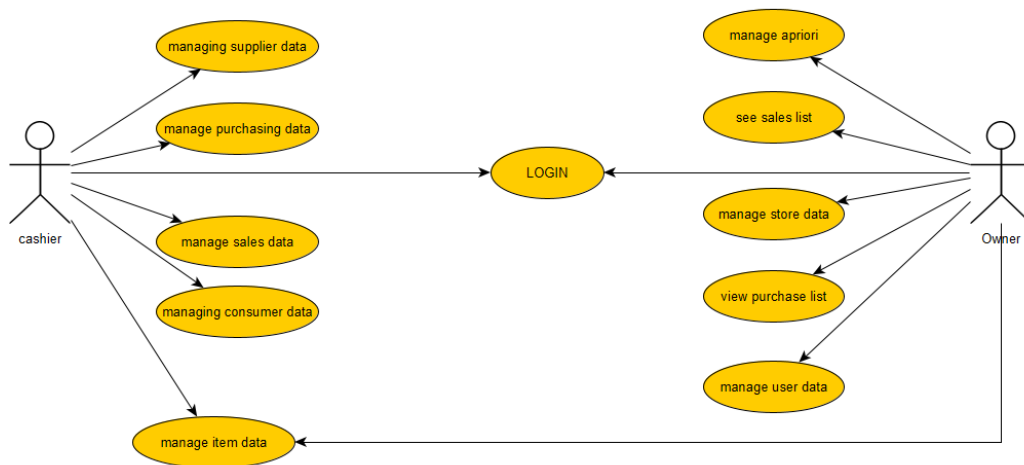 managing supplier data
manage purchasing data
manage sales data
managing consumer data
manage item data
cashier
LOGIN
manage apriori
see sales list
manage store data
view purchase list
manage user data
Owner